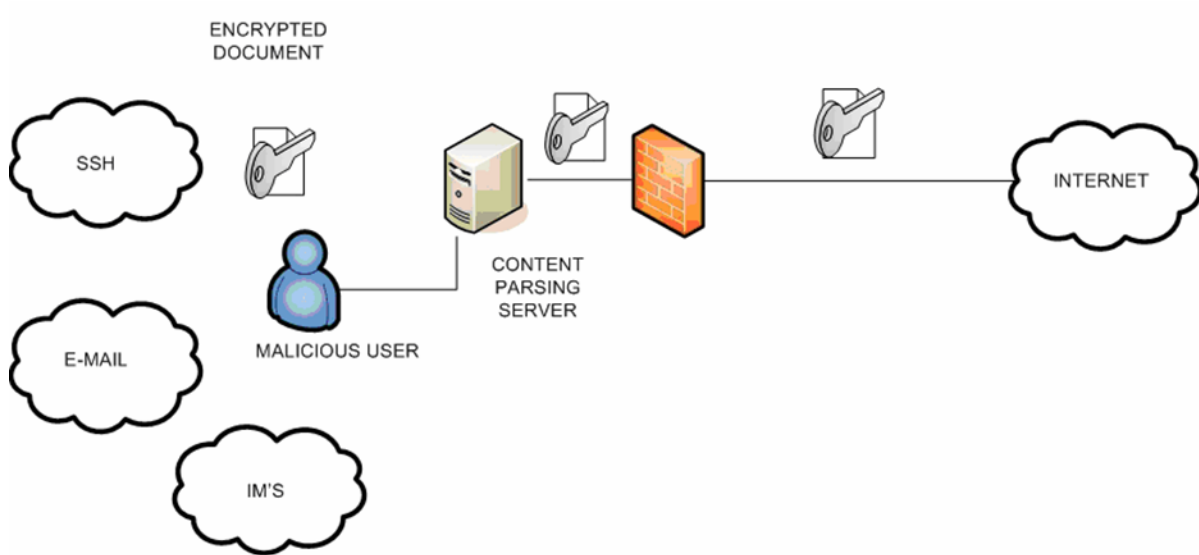 ENCRYPTED
DOCUMENT
SSH
INTERNET
CONTENT
PARSING
SERVER
MALICIOUS USER
E-MAIL
IM'S